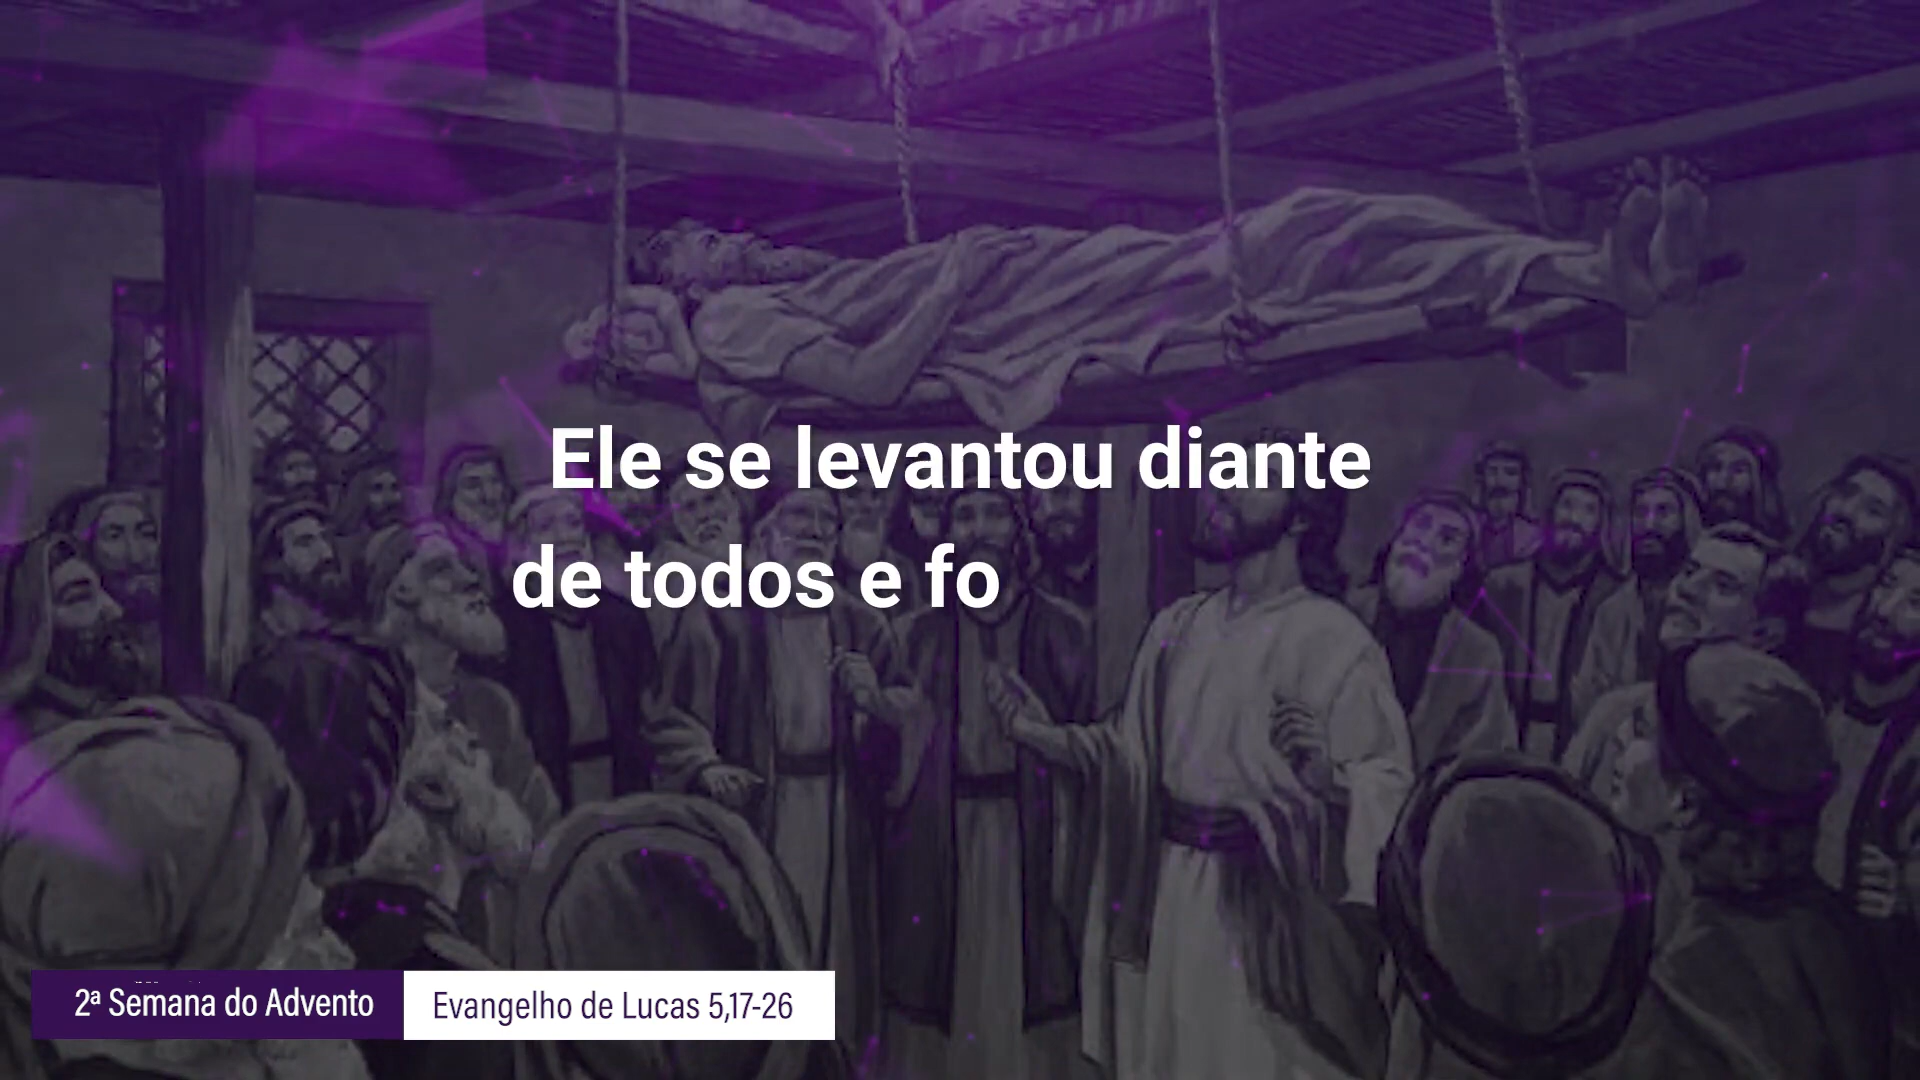 Ele se levantou diante
de todos e fo
2ª Semana do Advento
Evangelho de Lucas 5,17-26